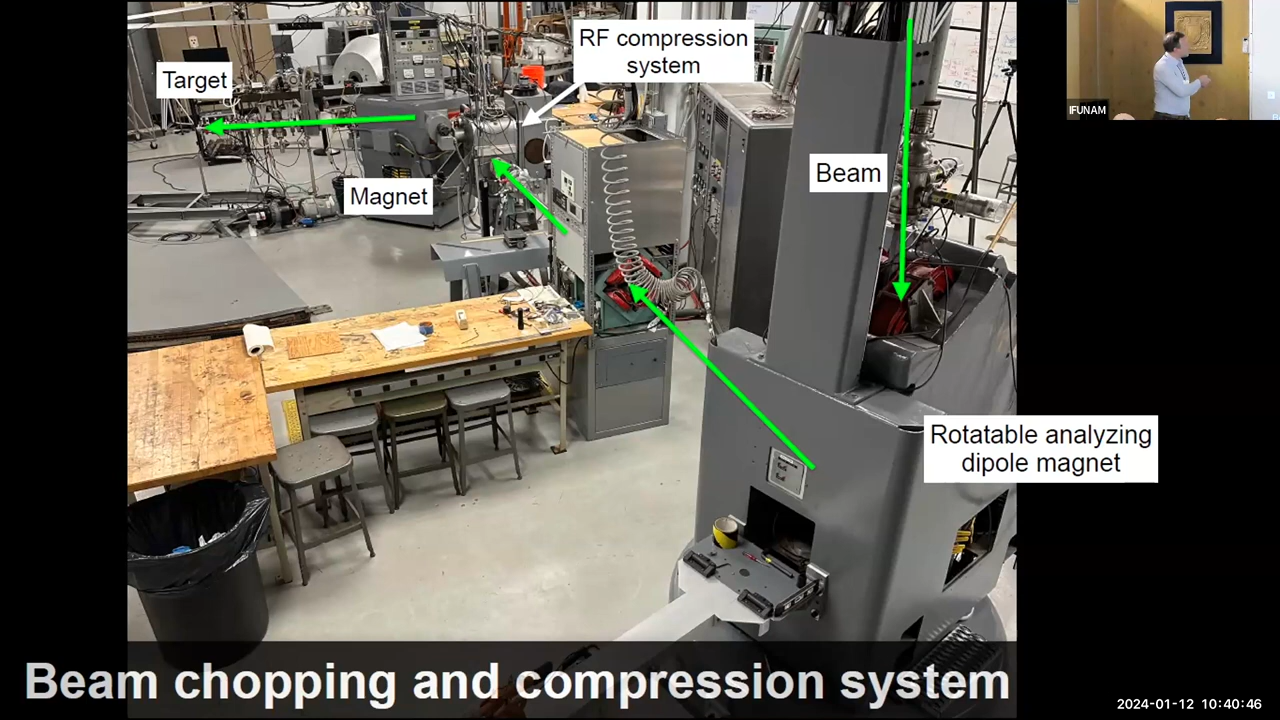 RF compression
system
Target
Magnet
Beam
Rotatable analyzing
dipole magnet
Beam chopping and compression system
IFUNAM
2024-01-12 10:40:46